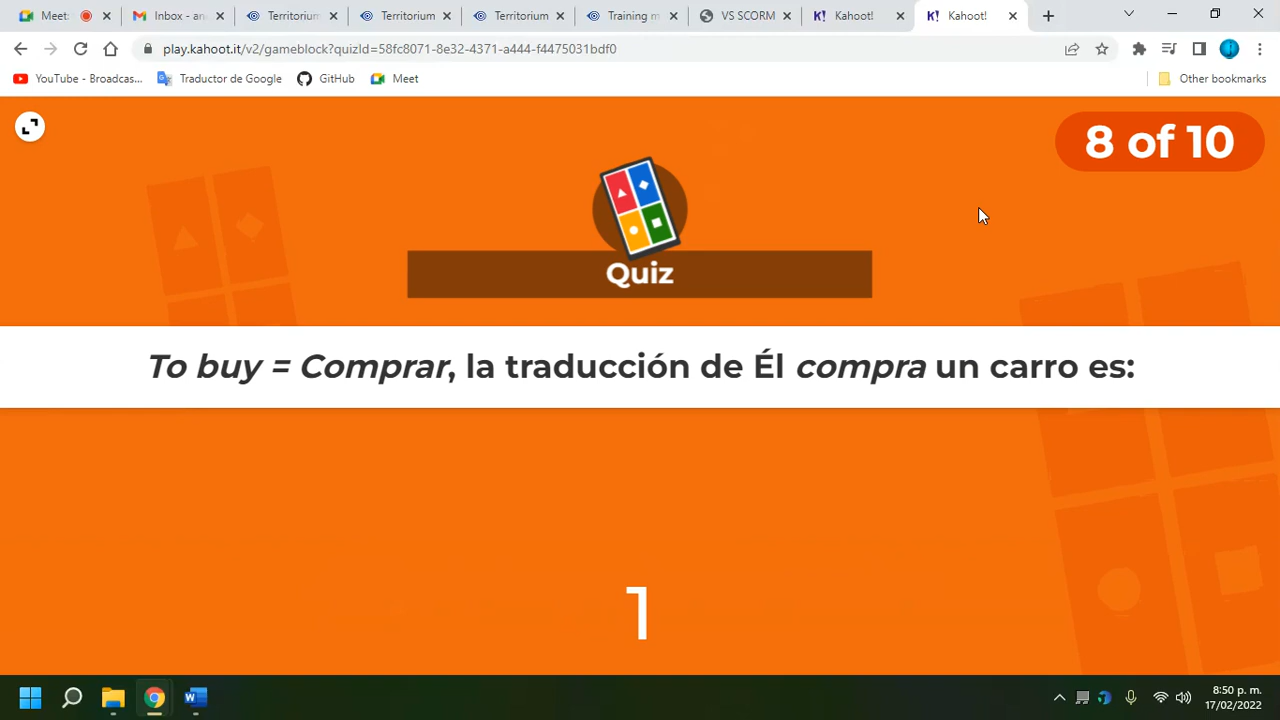 Meet:
Inbox - an
Territorium
Territorium
Territorium
Training m
VS SCORM
Kahoot!
Kahoot!
play.kahoot.it/v2/gameblock?quizId=58fc8071-8e32-4371-a444-f4475031bdf0
YouTube - Broadcas...
Traductor de Google
GitHub
Meet
Other bookmarks
8 of 10
Quiz
To buy = Comprar, la traducción de Él compra un carro es:
1
8:50 p. m.
17/02/2022